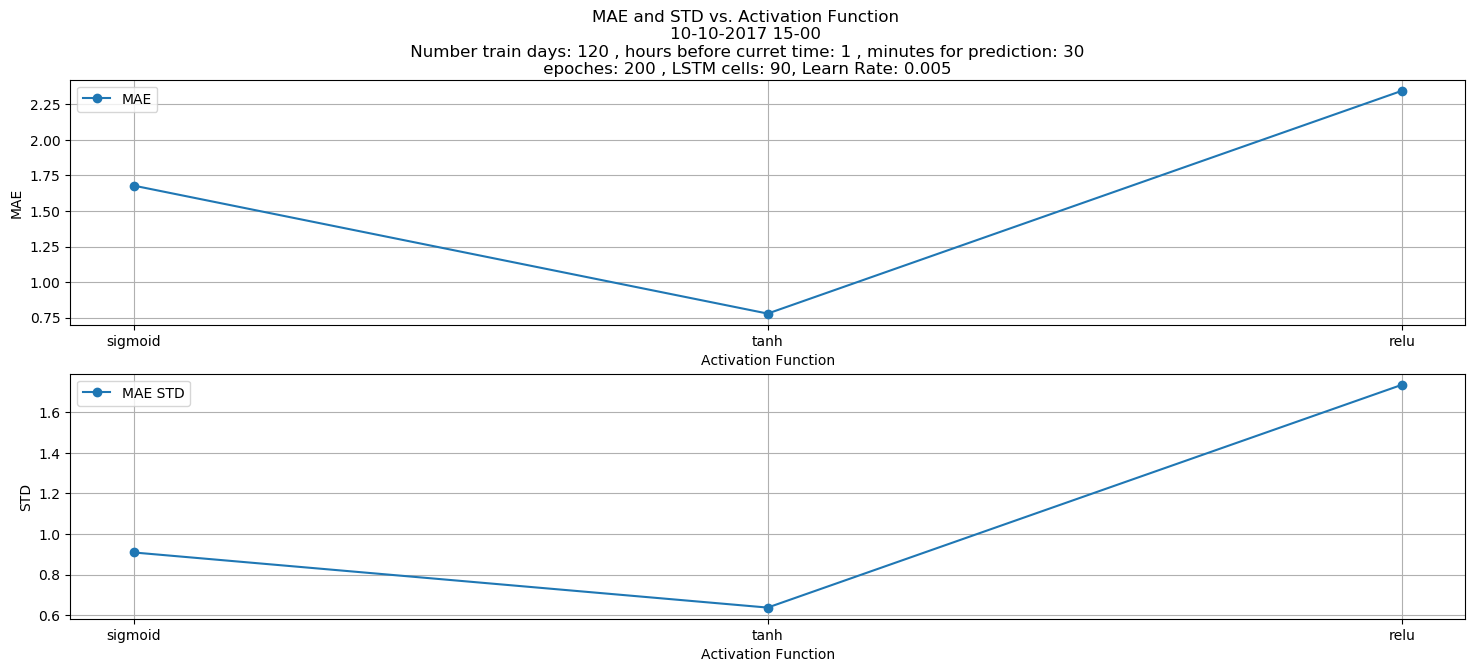 MAE and STD vs. Activation Function
10-10-2017 15-00
Number train days: 120 , hours before curret time: 1 , minutes for prediction: 30
epoches: 200 , LSTM cells: 90, Learn Rate: 0.005
MAE
2.25
2.00
1.75
1.50
1.25
1.00
0.75
MAE
sigmoid
tanh
relu
Activation Function
MAE STD
1.6
1.4
1.2
1.0
0.8
0.6
STD
sigmoid
tanh
relu
Activation Function